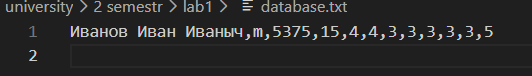 university > 2 semestr > lab1 > database.txt
1 Иванов Иван Иваныч,m,5375,15,4,4,3,3,3,3,3,5
2